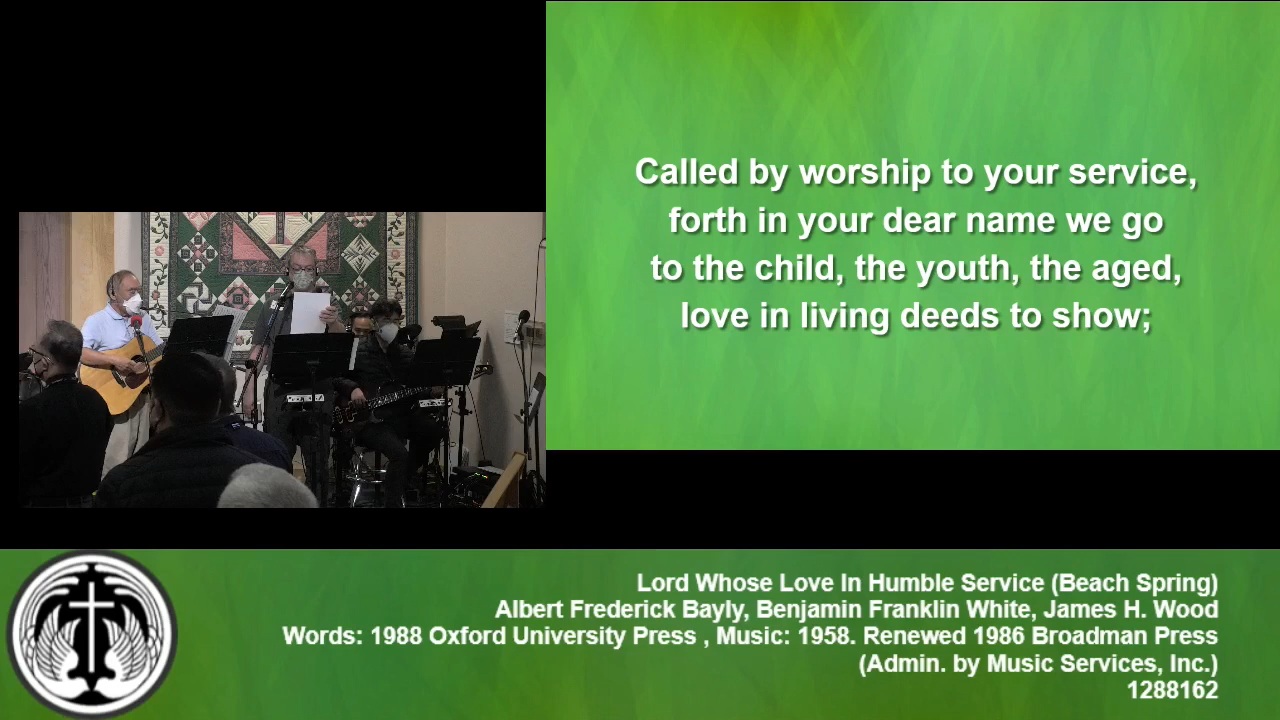 Called by worship to your service,
forth in your dear name we go
to the child, the youth, the aged,
love in living deeds to show;
Lord Whose Love In Humble Service (Beach Spring)
Albert Frederick Bayly, Benjamin Franklin White, James H. Wood
Words: 1988 Oxford University Press , Music: 1958. Renewed 1986 Broadman Press
(Admin. by Music Services, Inc.)
1288162